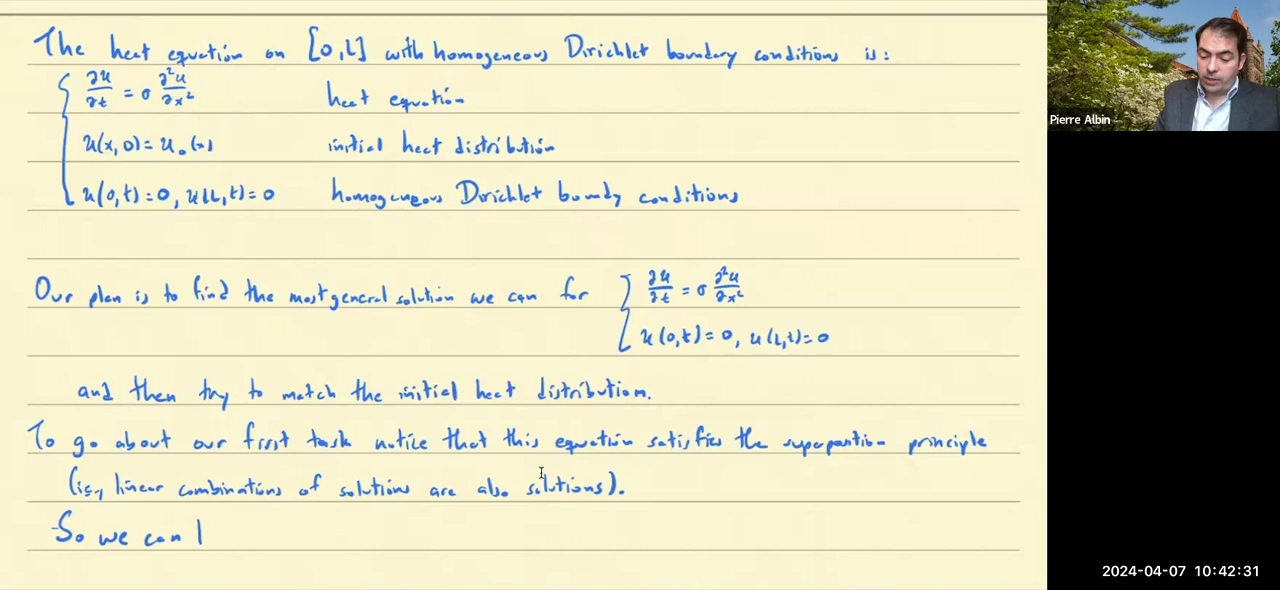 The heat equation on [0,L] with homogeneous Dirichlet boundary conditions is:
∂u/∂t = σ ∂²u/∂x² heat equation
u(x,0)=u₀(x) initial heat distribution
u(0,t)=0, u(L,t)=0 homogeneous Dirichlet boundy conditions
Our plan is to find the most general solution we can for { ∂u/∂t = σ ∂²u/∂x²
u(0,t)=0, u(L,t)=0
and then try to match the initial heat distribution.
To go about our first task notice that this equation satisfies the superposition principle
(ie, linear combinations of solutions are also solutions).
So we can l
Pierre Albin
2024-04-07 10:42:31